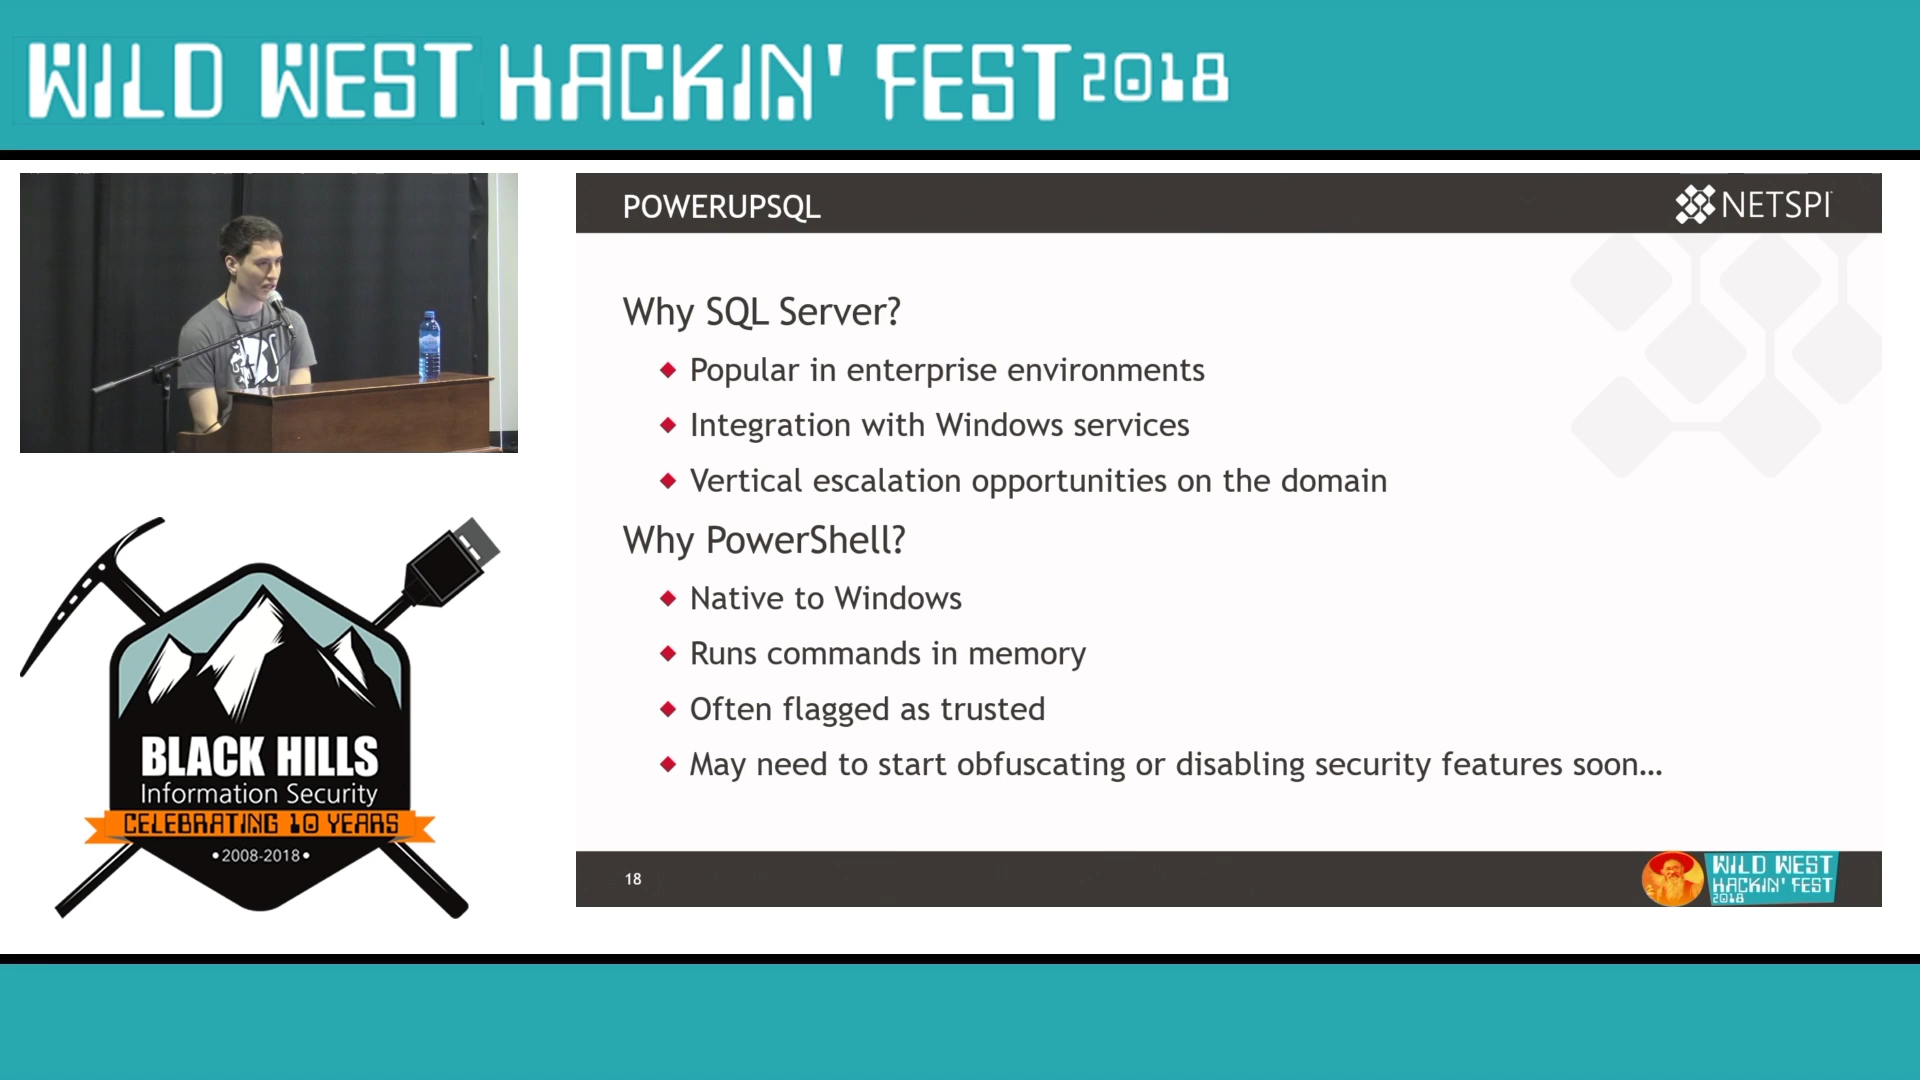 WILD WEST HACKIN' FEST 2018
POWERUPSQL
NETSPI
Why SQL Server?
Popular in enterprise environments
Integration with Windows services
Vertical escalation opportunities on the domain
Why PowerShell?
Native to Windows
Runs commands in memory
Often flagged as trusted
May need to start obfuscating or disabling security features soon…
18
WILD WEST
HACKIN' FEST
2018
BLACK HILLS
Information Security
CELEBRATING 10 YEARS
•2008-2018•